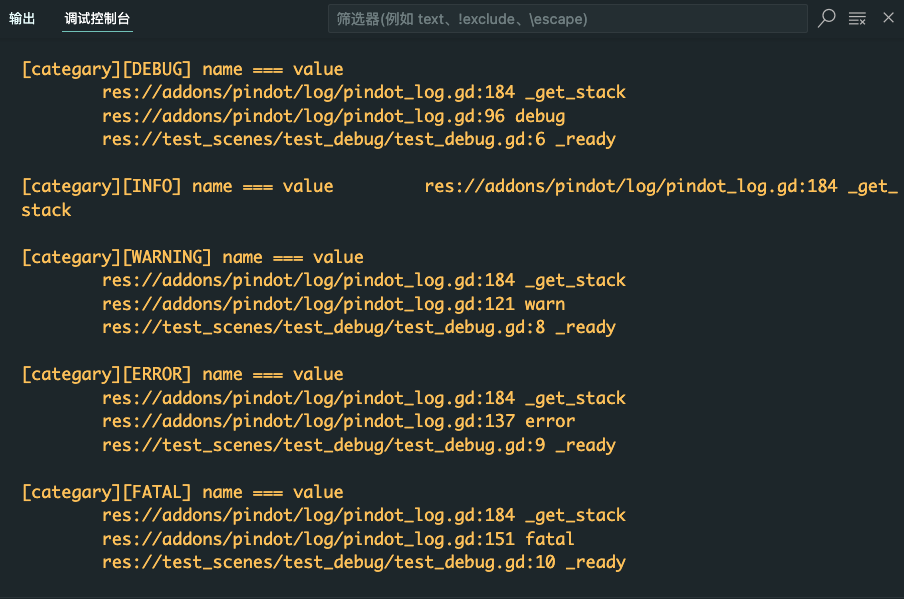 输出 调试控制台 筛选器(例如 text、!exclude、\escape)
[categary][DEBUG] name === value
res://addons/pindot/log/pindot_log.gd:184 _get_stack
res://addons/pindot/log/pindot_log.gd:96 debug
res://test_scenes/test_debug/test_debug.gd:6 _ready
[categary][INFO] name === value res://addons/pindot/log/pindot_log.gd:184 _get_
stack
[categary][WARNING] name === value
res://addons/pindot/log/pindot_log.gd:184 _get_stack
res://addons/pindot/log/pindot_log.gd:121 warn
res://test_scenes/test_debug/test_debug.gd:8 _ready
[categary][ERROR] name === value
res://addons/pindot/log/pindot_log.gd:184 _get_stack
res://addons/pindot/log/pindot_log.gd:137 error
res://test_scenes/test_debug/test_debug.gd:9 _ready
[categary][FATAL] name === value
res://addons/pindot/log/pindot_log.gd:184 _get_stack
res://addons/pindot/log/pindot_log.gd:151 fatal
res://test_scenes/test_debug/test_debug.gd:10 _ready